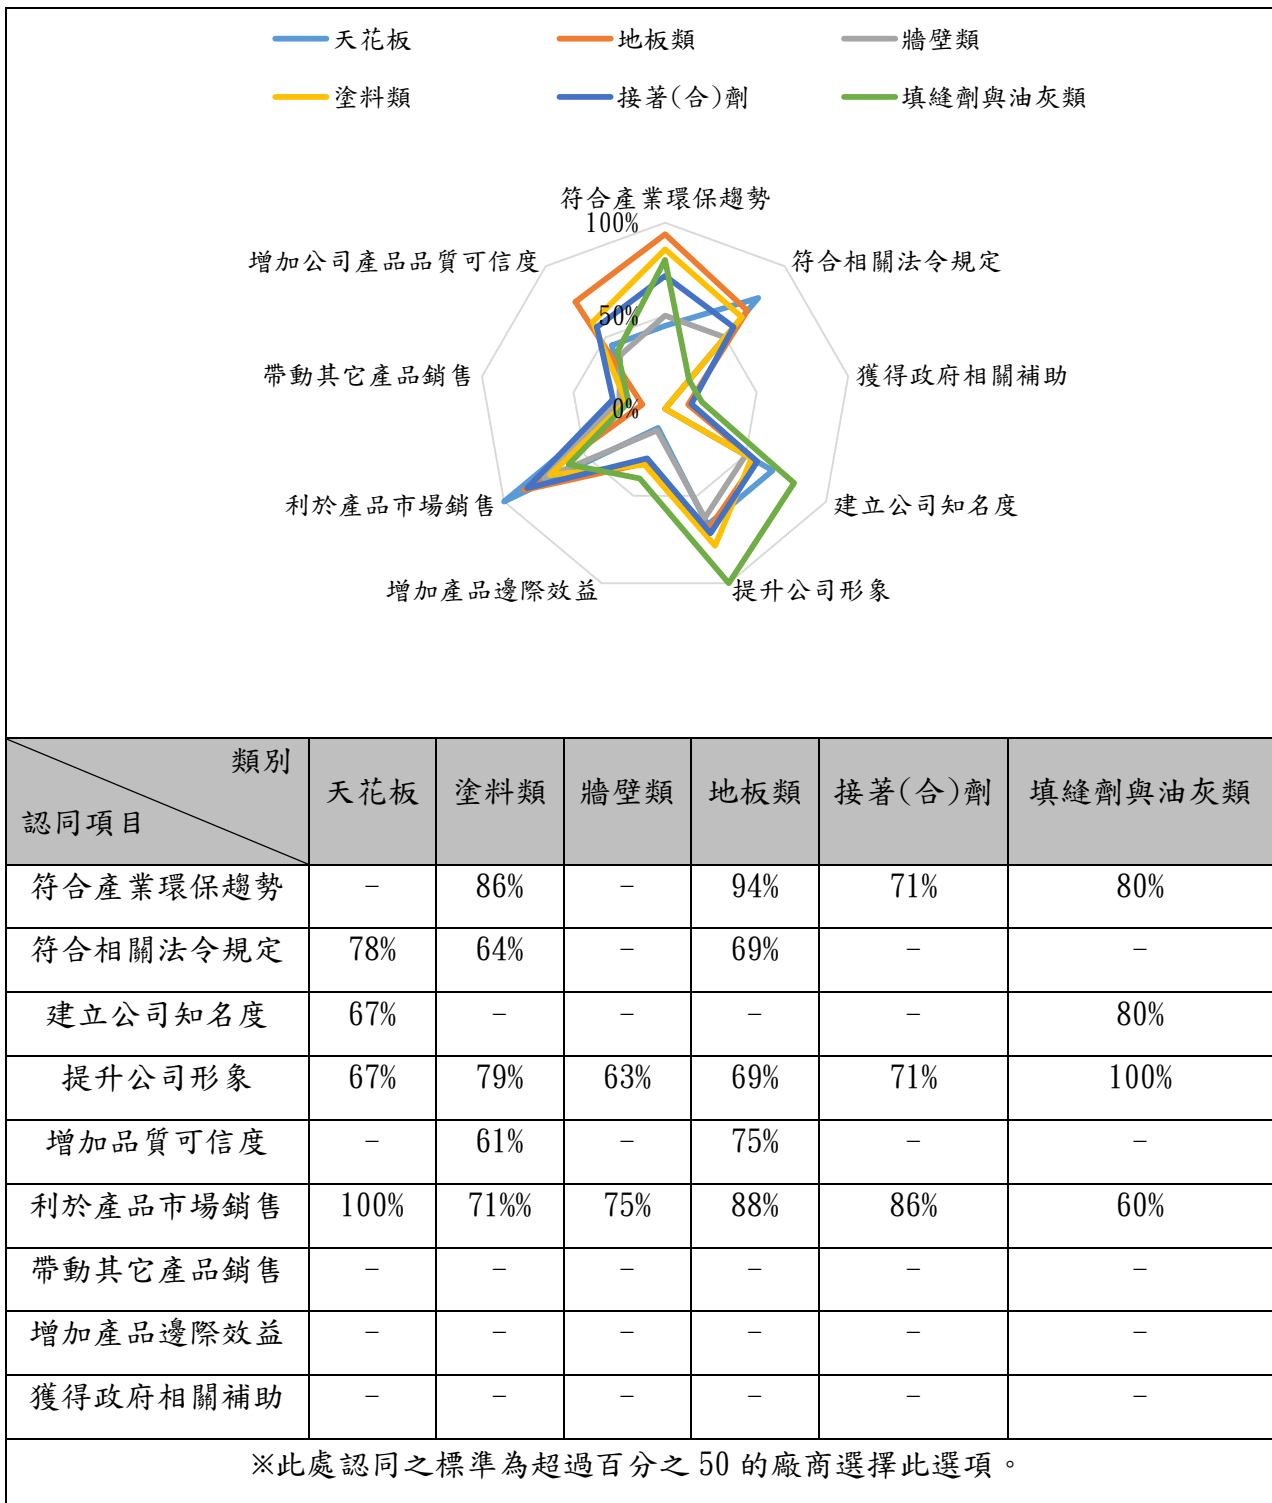 天花板 地板類 牆壁類
塗料類 接著(合)劑 填縫劑與油灰類
符合產業環保趨勢
100%
增加公司產品品質可信度 符合相關法令規定
50%
帶動其它產品銷售 獲得政府相關補助
0%
利於產品市場銷售 建立公司知名度
增加產品邊際效益 提升公司形象
類別
認同項目
天花板 塗料類 牆壁類 地板類 接著(合)劑 填縫劑與油灰類
符合產業環保趨勢 - 86% - 94% 71% 80%
符合相關法令規定 78% 64% - 69% - -
建立公司知名度 67% - - - - 80%
提升公司形象 67% 79% 63% 69% 71% 100%
增加品質可信度 - 61% - 75% - -
利於產品市場銷售 100% 71%% 75% 88% 86% 60%
帶動其它產品銷售 - - - - - -
增加產品邊際效益 - - - - - -
獲得政府相關補助 - - - - - -
※此處認同之標準為超過百分之 50 的廠商選擇此選項。